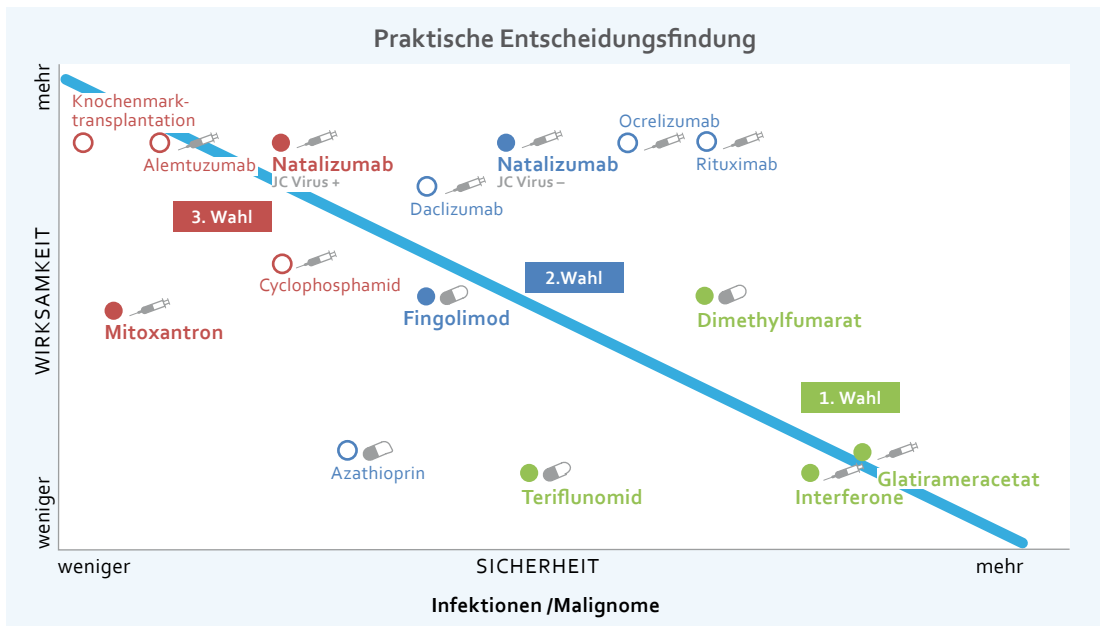 Praktische Entscheidungsfindung
mehr
WIRKSAMKEIT
weniger
Knochenmark-
transplantation
Alemtuzumab
Natalizumab
JC Virus +
3. Wahl
Cyclophosphamid
Mitoxantron
Natalizumab
JC Virus –
Daclizumab
Ocrelizumab
Rituximab
2.Wahl
Fingolimod
Dimethylfumarat
1. Wahl
Azathioprin
Teriflunomid
Interferone
Glatirameracetat
weniger
SICHERHEIT
mehr
Infektionen /Malignome